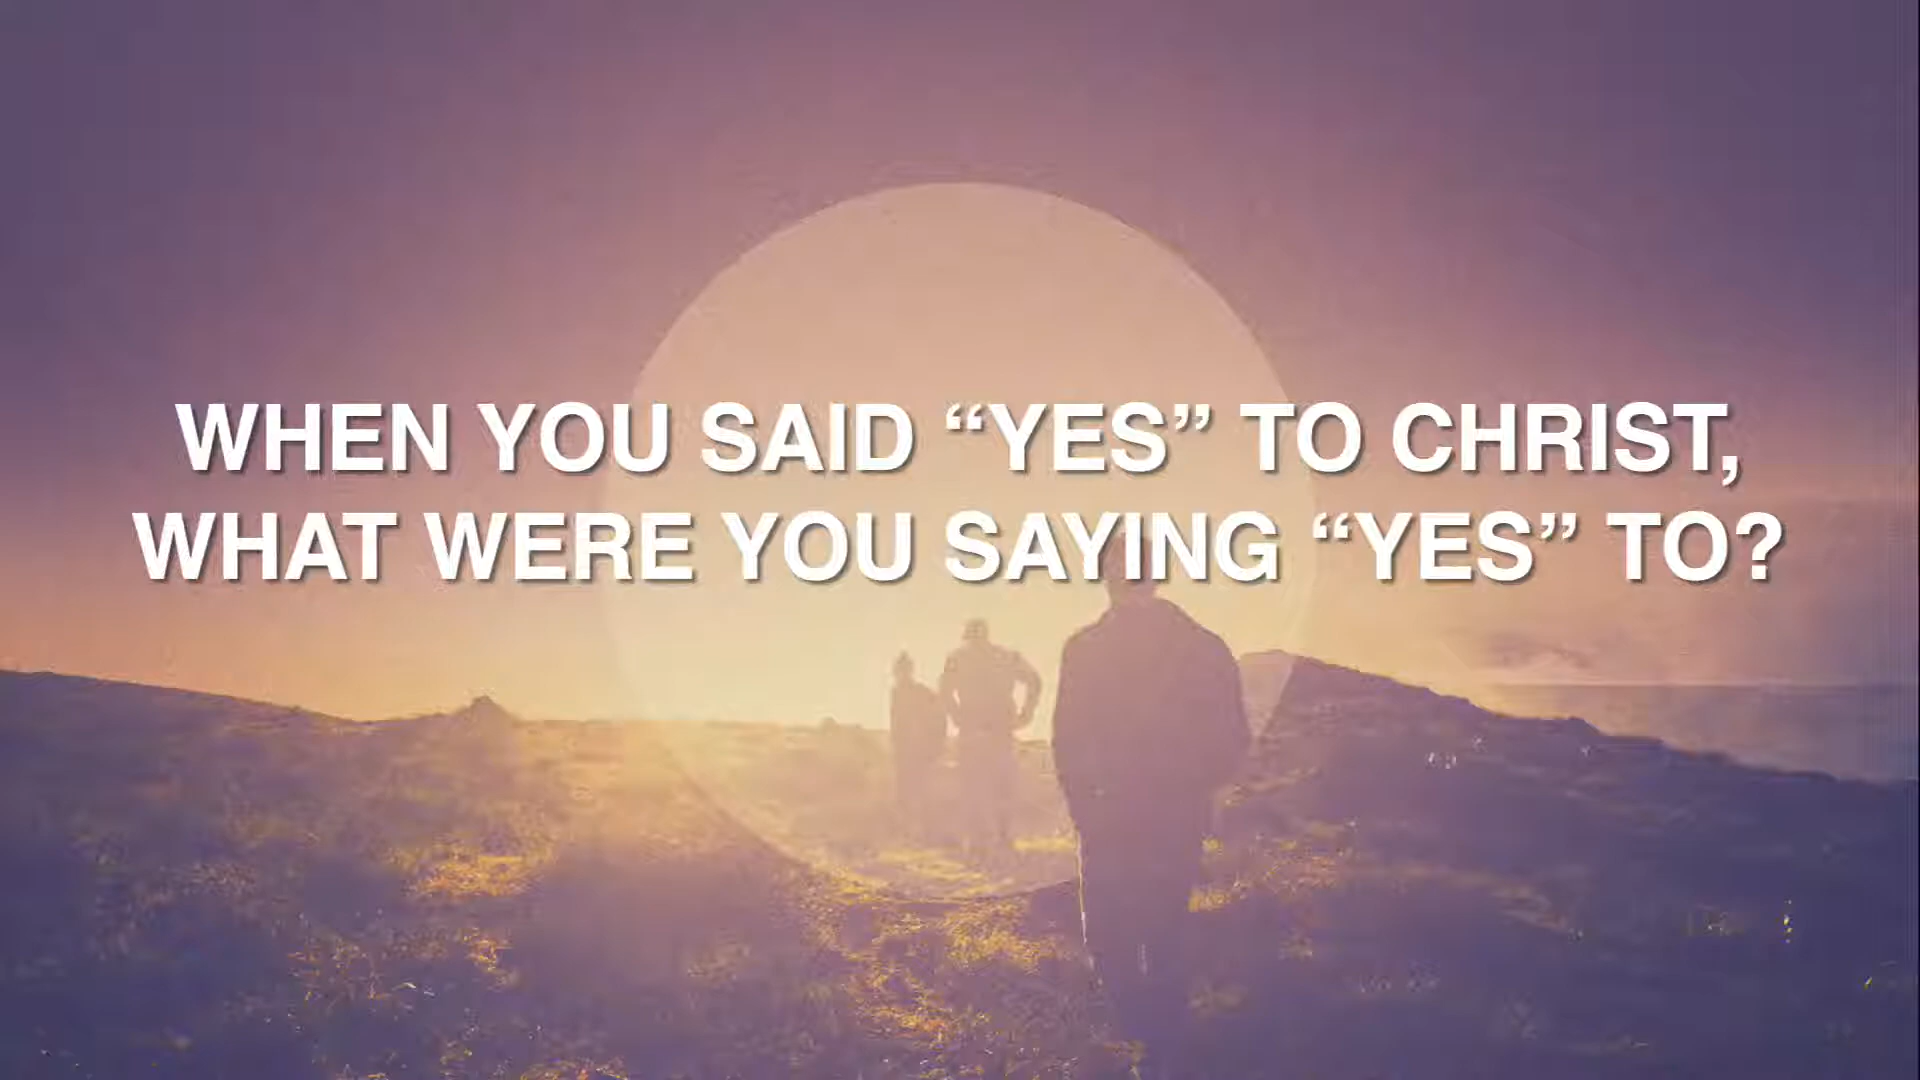 WHEN YOU SAID “YES” TO CHRIST,
WHAT WERE YOU SAYING “YES” TO?